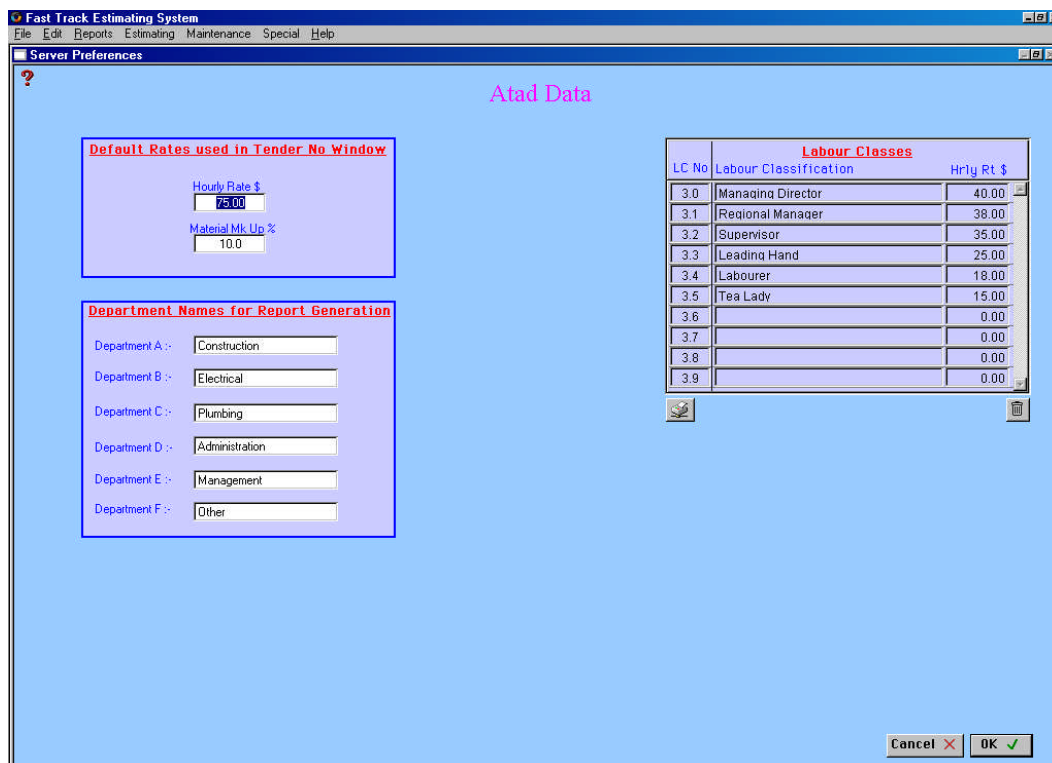 Fast Track Estimating System
File Edit Reports Estimating Maintenance Special Help
Server Preferences
?
Atad Data
Default Rates used in Tender No Window
Hourly Rate $
75.00
Material Mk Up %
10.0
Department Names for Report Generation
Department A :- Construction
Department B :- Electrical
Department C :- Plumbing
Department D :- Administration
Department E :- Management
Department F :- Other
Labour Classes
LC No Labour Classification Hrly Rt $
3.0 Managing Director 40.00
3.1 Regional Manager 38.00
3.2 Supervisor 35.00
3.3 Leading Hand 25.00
3.4 Labourer 18.00
3.5 Tea Lady 15.00
3.6 0.00
3.7 0.00
3.8 0.00
3.9 0.00
Cancel OK